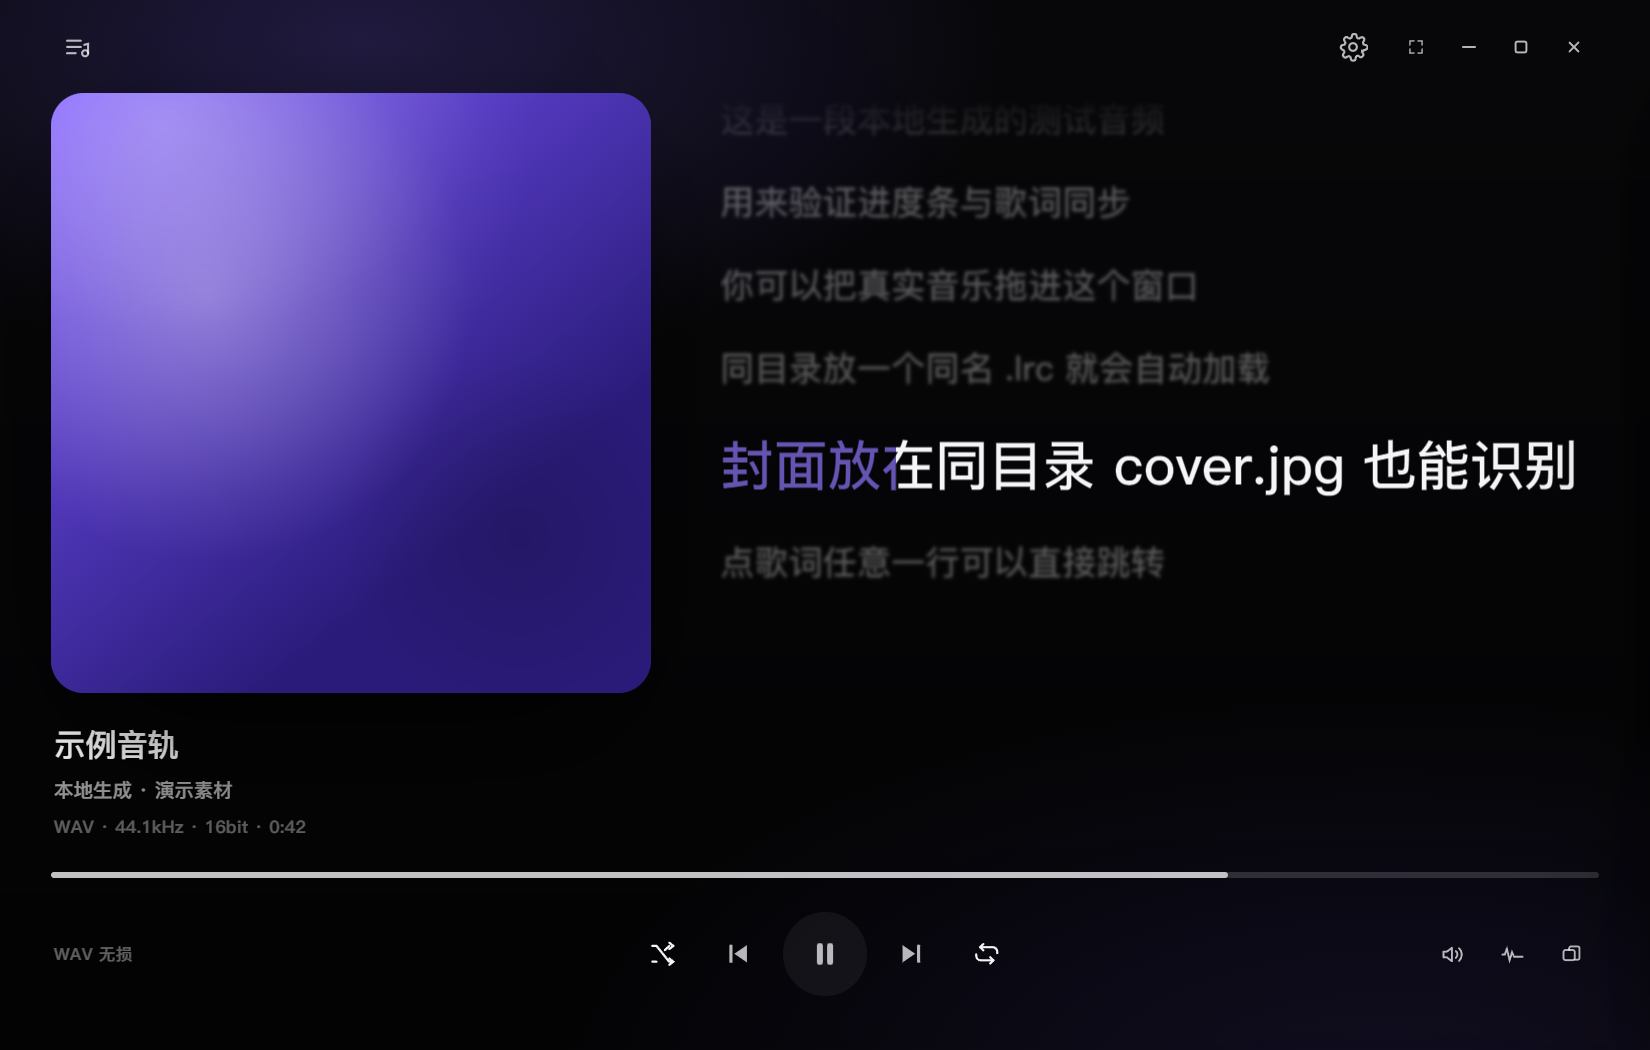 这是一段本地生成的测试音频
用来验证进度条与歌词同步
你可以把真实音乐拖进这个窗口
同目录放一个同名 .lrc 就会自动加载
封面放在同目录 cover.jpg 也能识别
点歌词任意一行可以直接跳转
示例音轨
本地生成 · 演示素材
WAV · 44.1kHz · 16bit · 0:42
WAV 无损